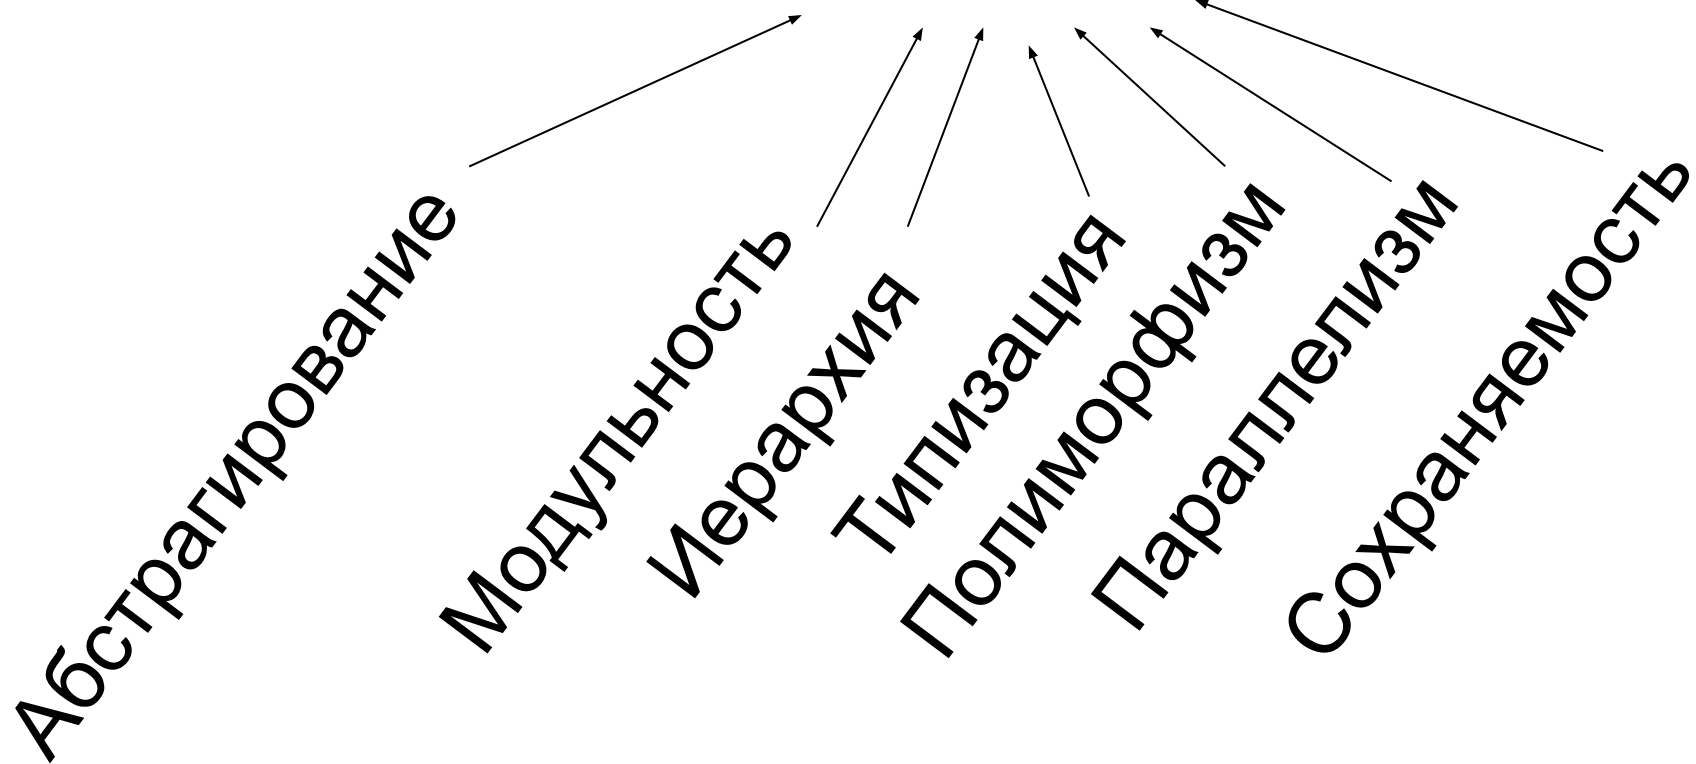 Абстрагирование
Модульность
Иерархия
Типизация
Полиморфизм
Параллелизм
Сохраняемость